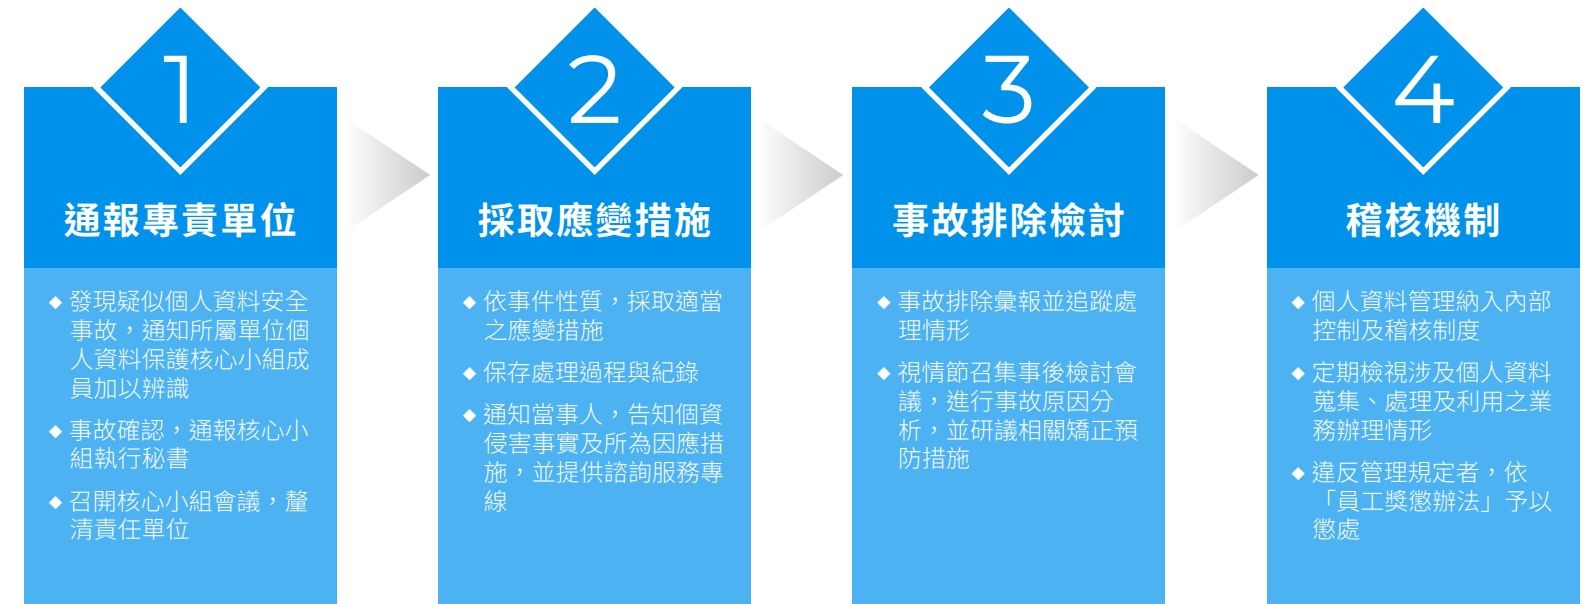 1
通報專責單位
◆ 發現疑似個人資料安全
事故，通知所屬單位個
人資料保護核心小組成
員加以辨識
◆ 事故確認，通報核心小
組執行秘書
◆ 召開核心小組會議，釐
清責任單位
2
採取應變措施
◆ 依事件性質，採取適當
之應變措施
◆ 保存處理過程與紀錄
◆ 通知當事人，告知個資
侵害事實及所為因應措
施，並提供諮詢服務專
線
3
事故排除檢討
◆ 事故排除彙報並追蹤處
理情形
◆ 視情節召集事後檢討會
議，進行事故原因分
析，並研議相關矯正預
防措施
4
稽核機制
◆ 個人資料管理納入內部
控制及稽核制度
◆ 定期檢視涉及個人資料
蒐集、處理及利用之業
務辦理情形
◆ 違反管理規定者，依
「員工獎懲辦法」予以
懲處